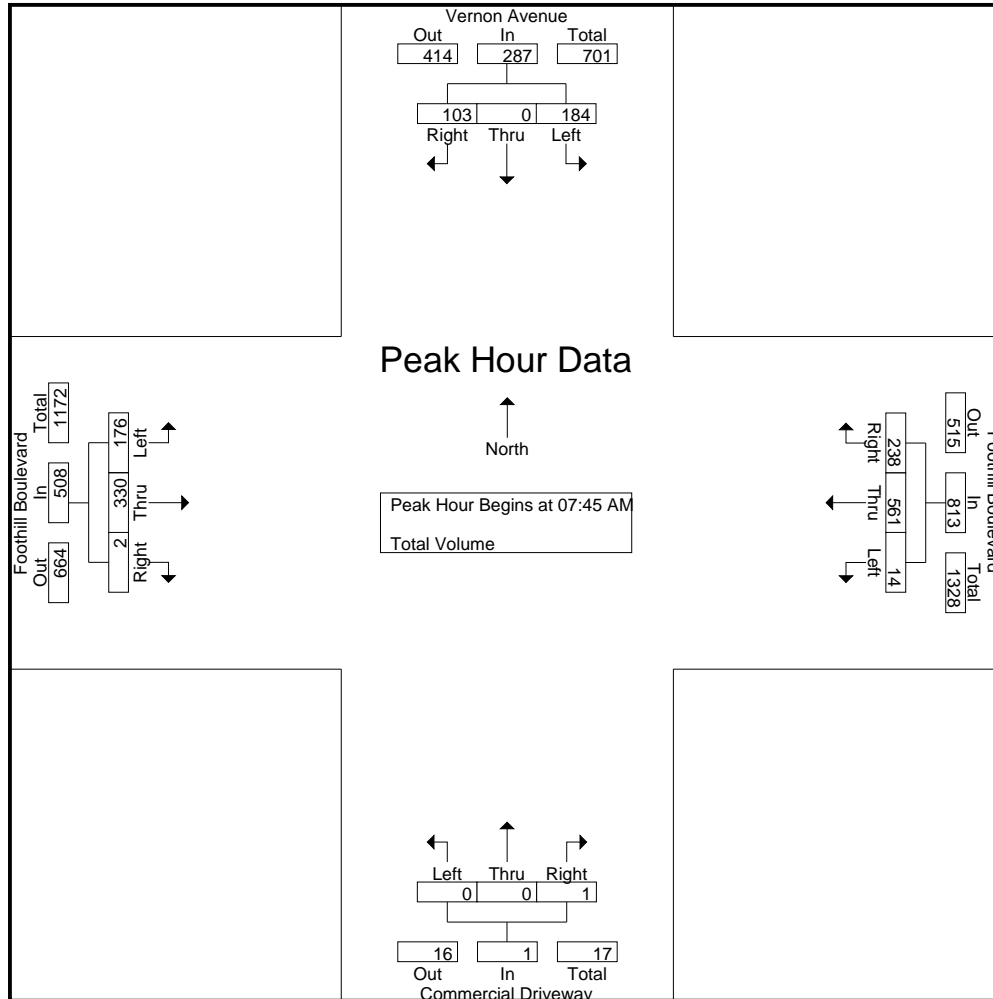 Vernon Avenue
Out In Total
414 287 701
103 0 184
Right Thru Left
Peak Hour Data
North
Peak Hour Begins at 07:45 AM
Total Volume
Foothill Boulevard
Total In Out
1172 508 664
176 330 2
Left Thru Right
Foothill Boulevard
Out In Total
515 813 1328
238 561 14
Right Thru Left
Left Thru Right
0 0 1
16 1 17
Out In Total
Commercial Driveway